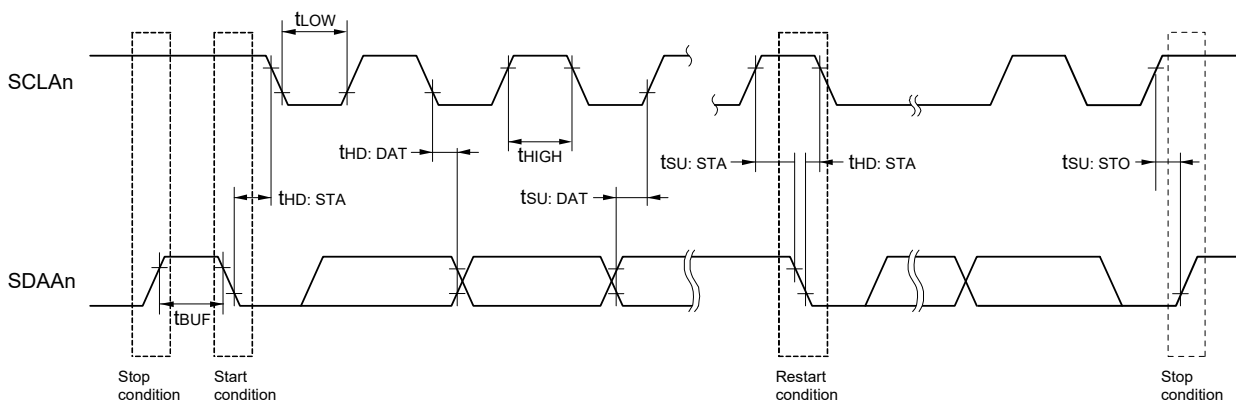 tLOW
SCLAn
tHD: DAT
tHIGH
tSU: STA
tHD: STA
tSU: STO
tHD: STA
tSU: DAT
SDAAn
tBUF
Stop
condition
Start
condition
Restart
condition
Stop
condition